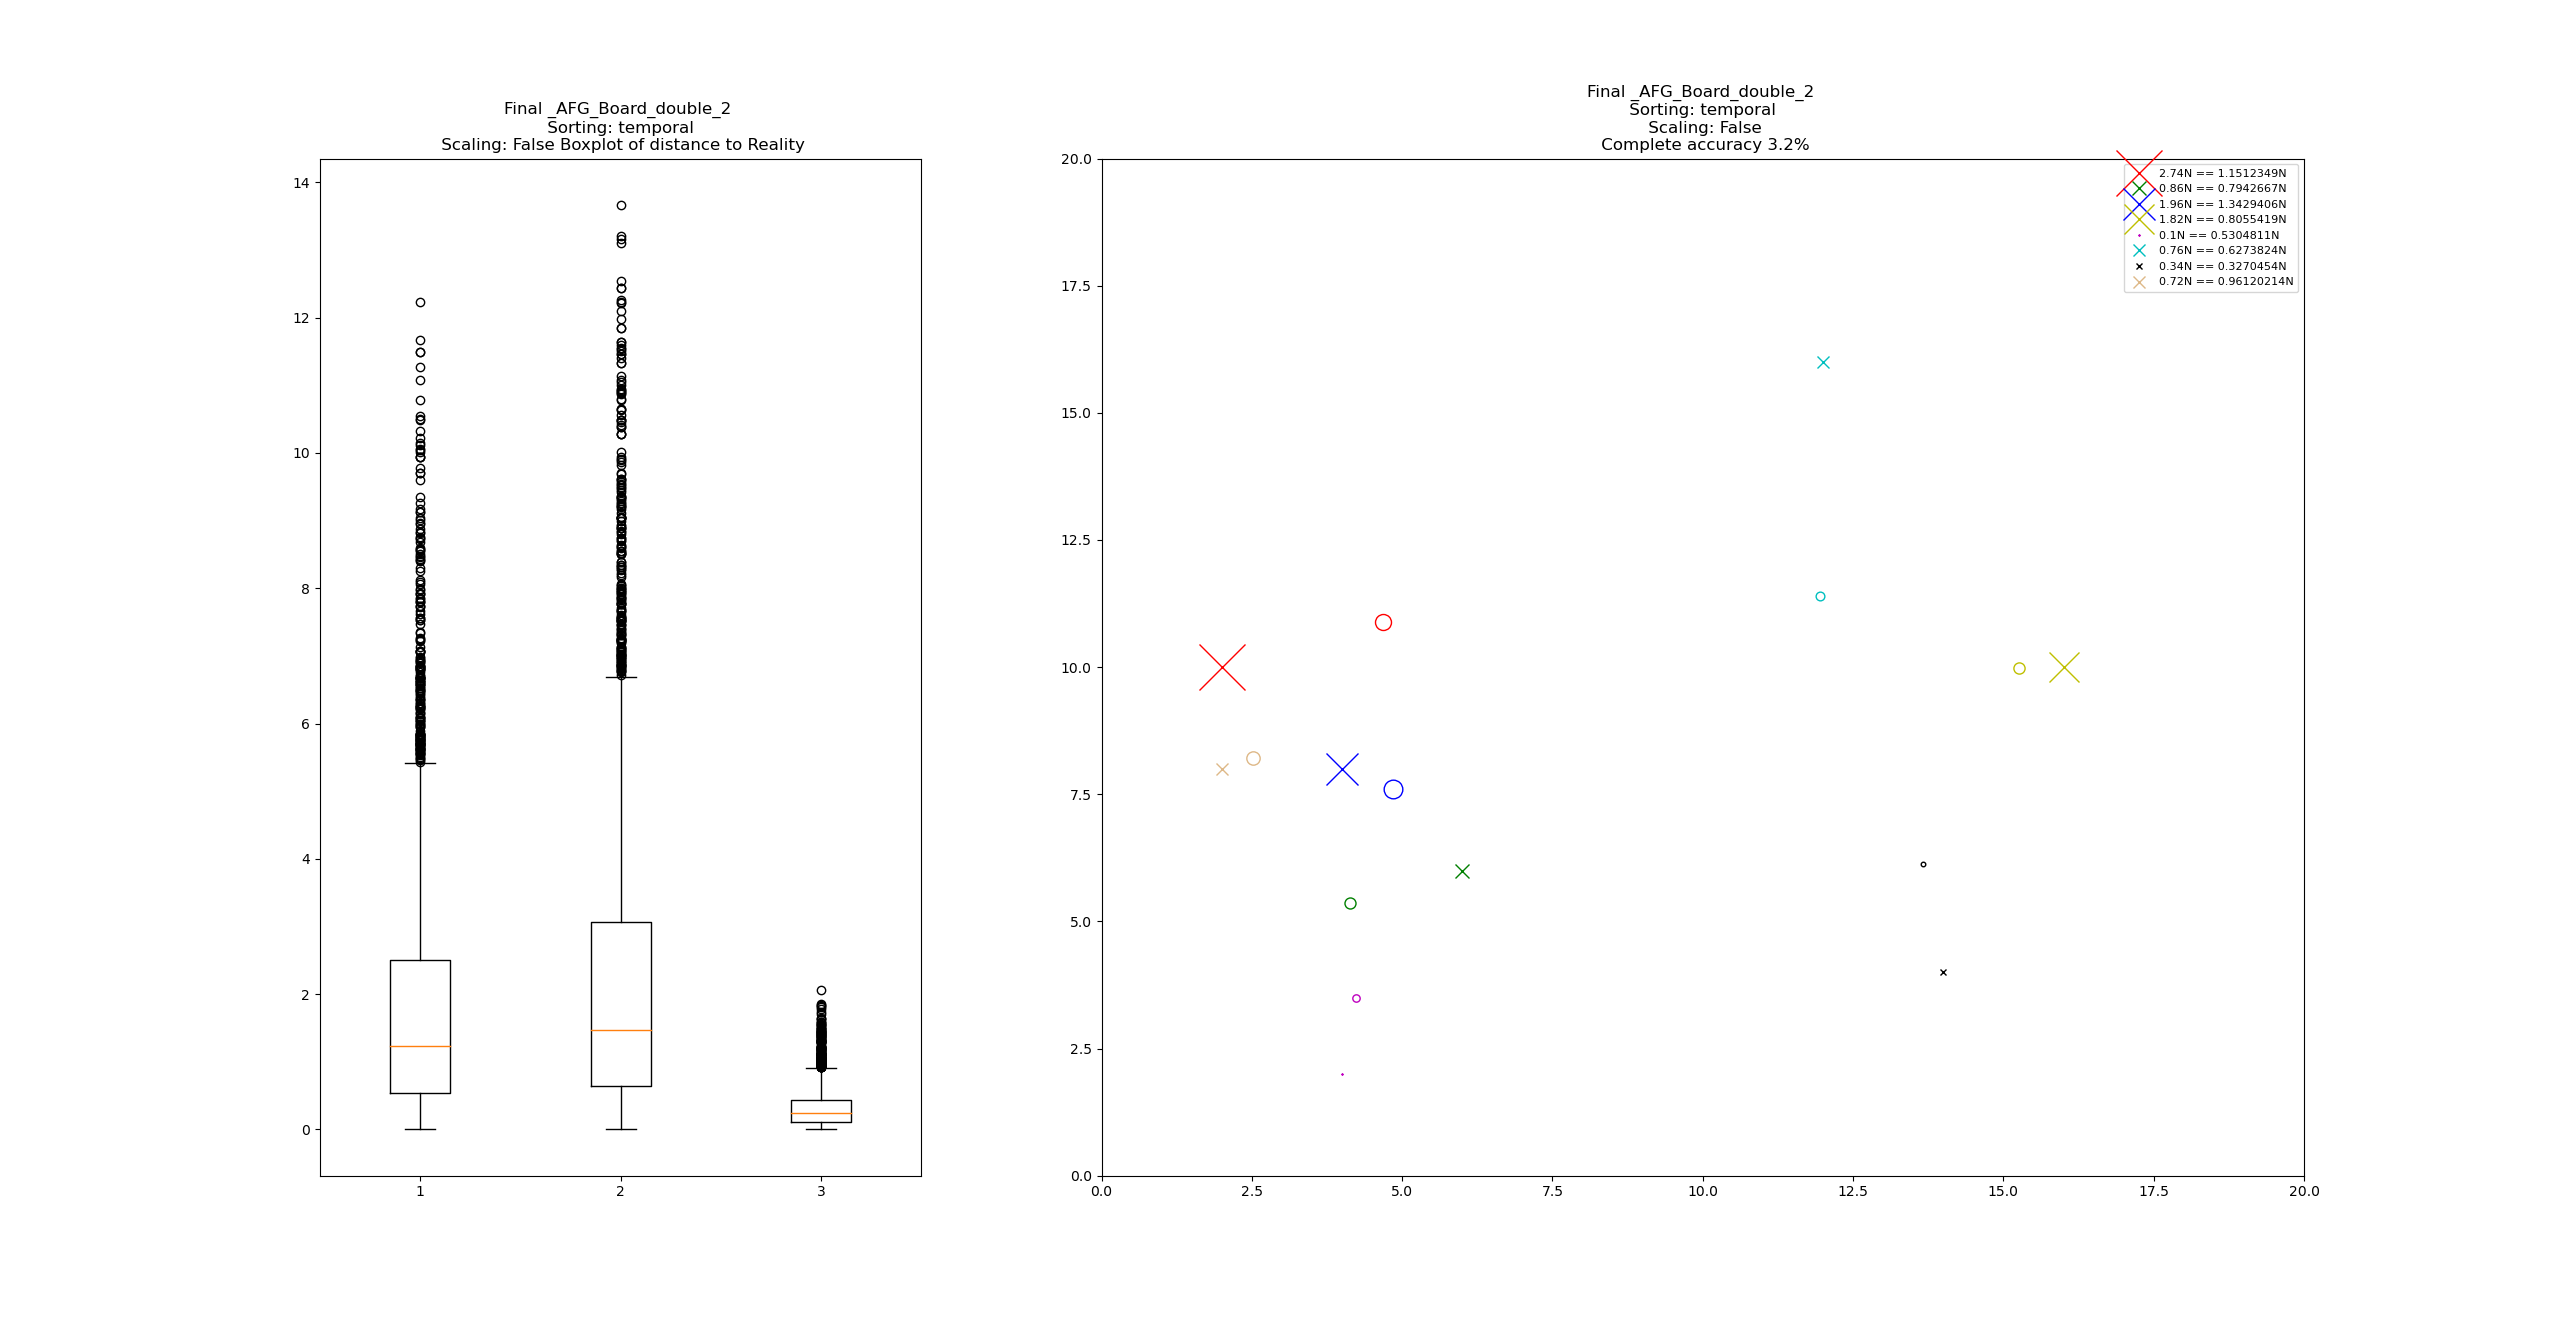 Final _AFG_Board_double_2
Sorting: temporal
Scaling: False Boxplot of distance to Reality
14
12
10
8
6
4
2
0
1
2
3
Final _AFG_Board_double_2
Sorting: temporal
Scaling: False
Complete accuracy 3.2%
20.0
17.5
15.0
12.5
10.0
7.5
5.0
2.5
0.0
0.0
2.5
5.0
7.5
10.0
12.5
15.0
17.5
20.0
2.74N == 1.1512349N
0.86N == 0.7942667N
1.96N == 1.3429406N
1.82N == 0.8055419N
0.1N == 0.5304811N
0.76N == 0.6273824N
0.34N == 0.3270454N
0.72N == 0.96120214N